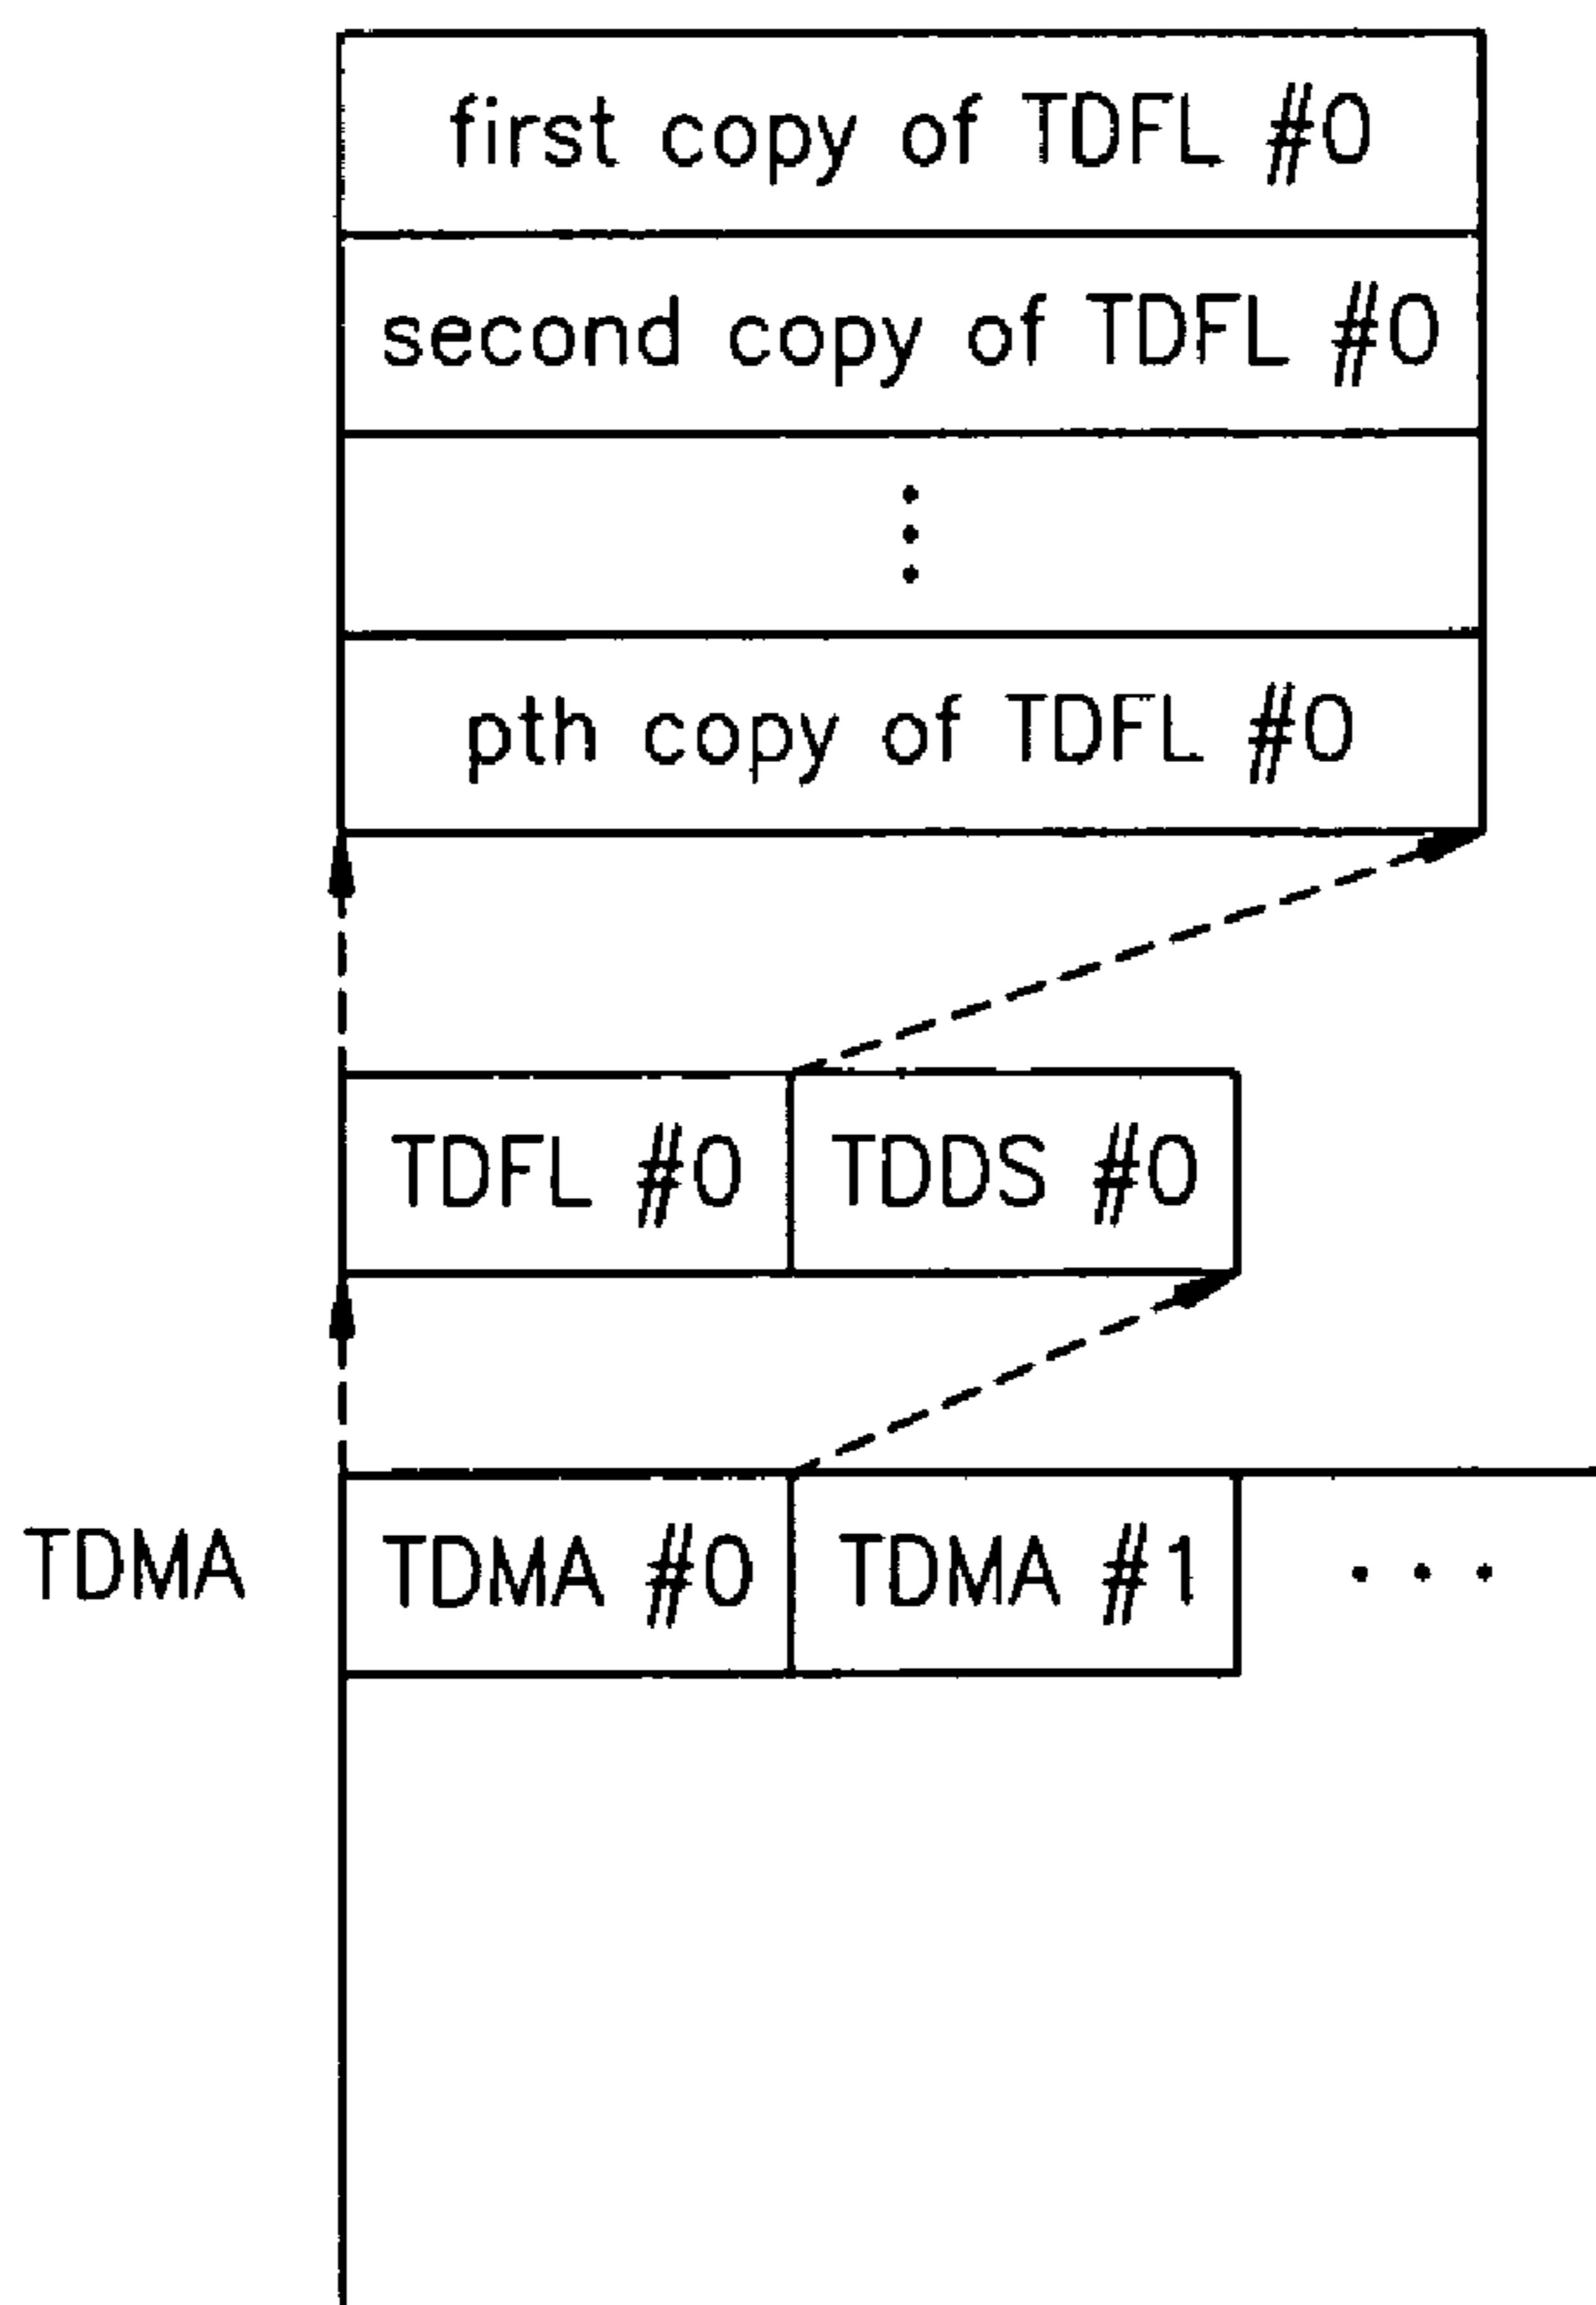 first copy of TDFL #0
second copy of TDFL #0
pth copy of TDFL #0
TDFL #0 TDDS #0
TDMA TDMA #0 TDMA #1 ...